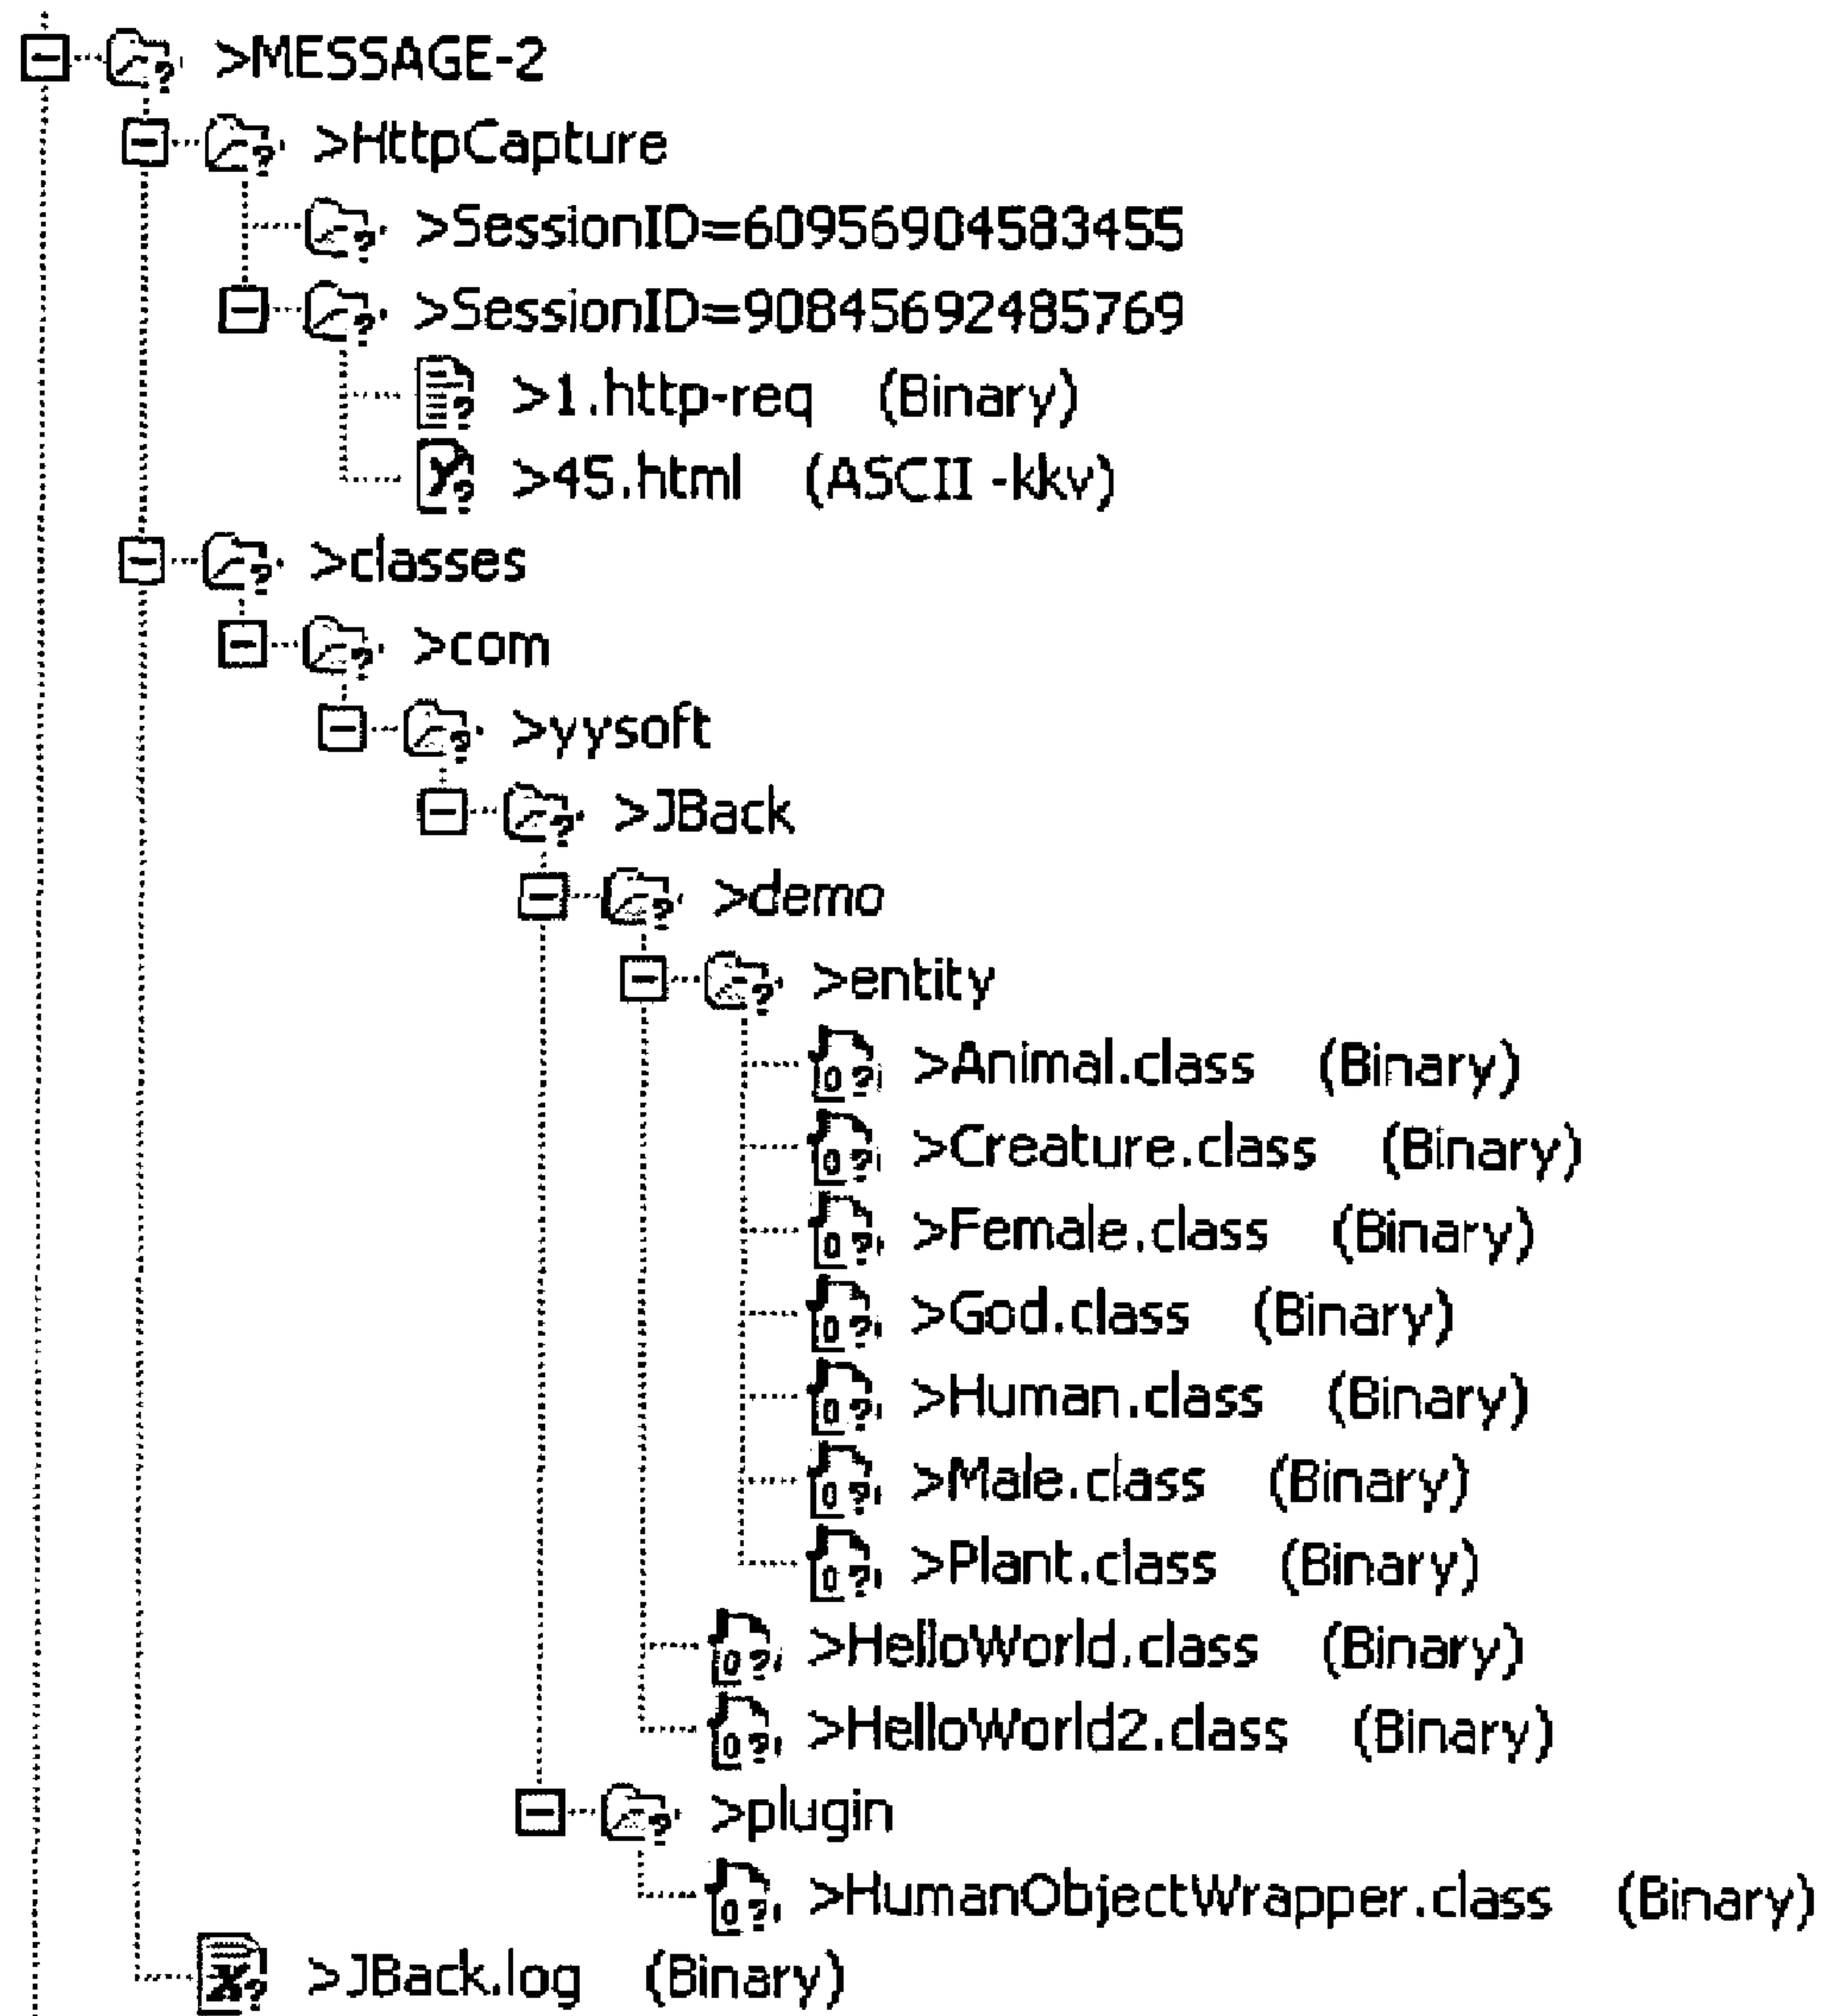 >MESSAGE-2
>HttpCapture
>SessionID=60956904583455
>SessionID=90845692485769
>1.http-req (Binary)
>45.html (ASCII -kkv)
>classes
>com
>yysoft
>JBack
>demo
>entity
>Animal.class (Binary)
>Creature.class (Binary)
>Female.class (Binary)
>God.class (Binary)
>Human.class (Binary)
>Male.class (Binary)
>Plant.class (Binary)
>HelloWorld.class (Binary)
>HelloWorld2.class (Binary)
>plugin
>HumanObjectWrapper.class (Binary)
>JBack.log (Binary)